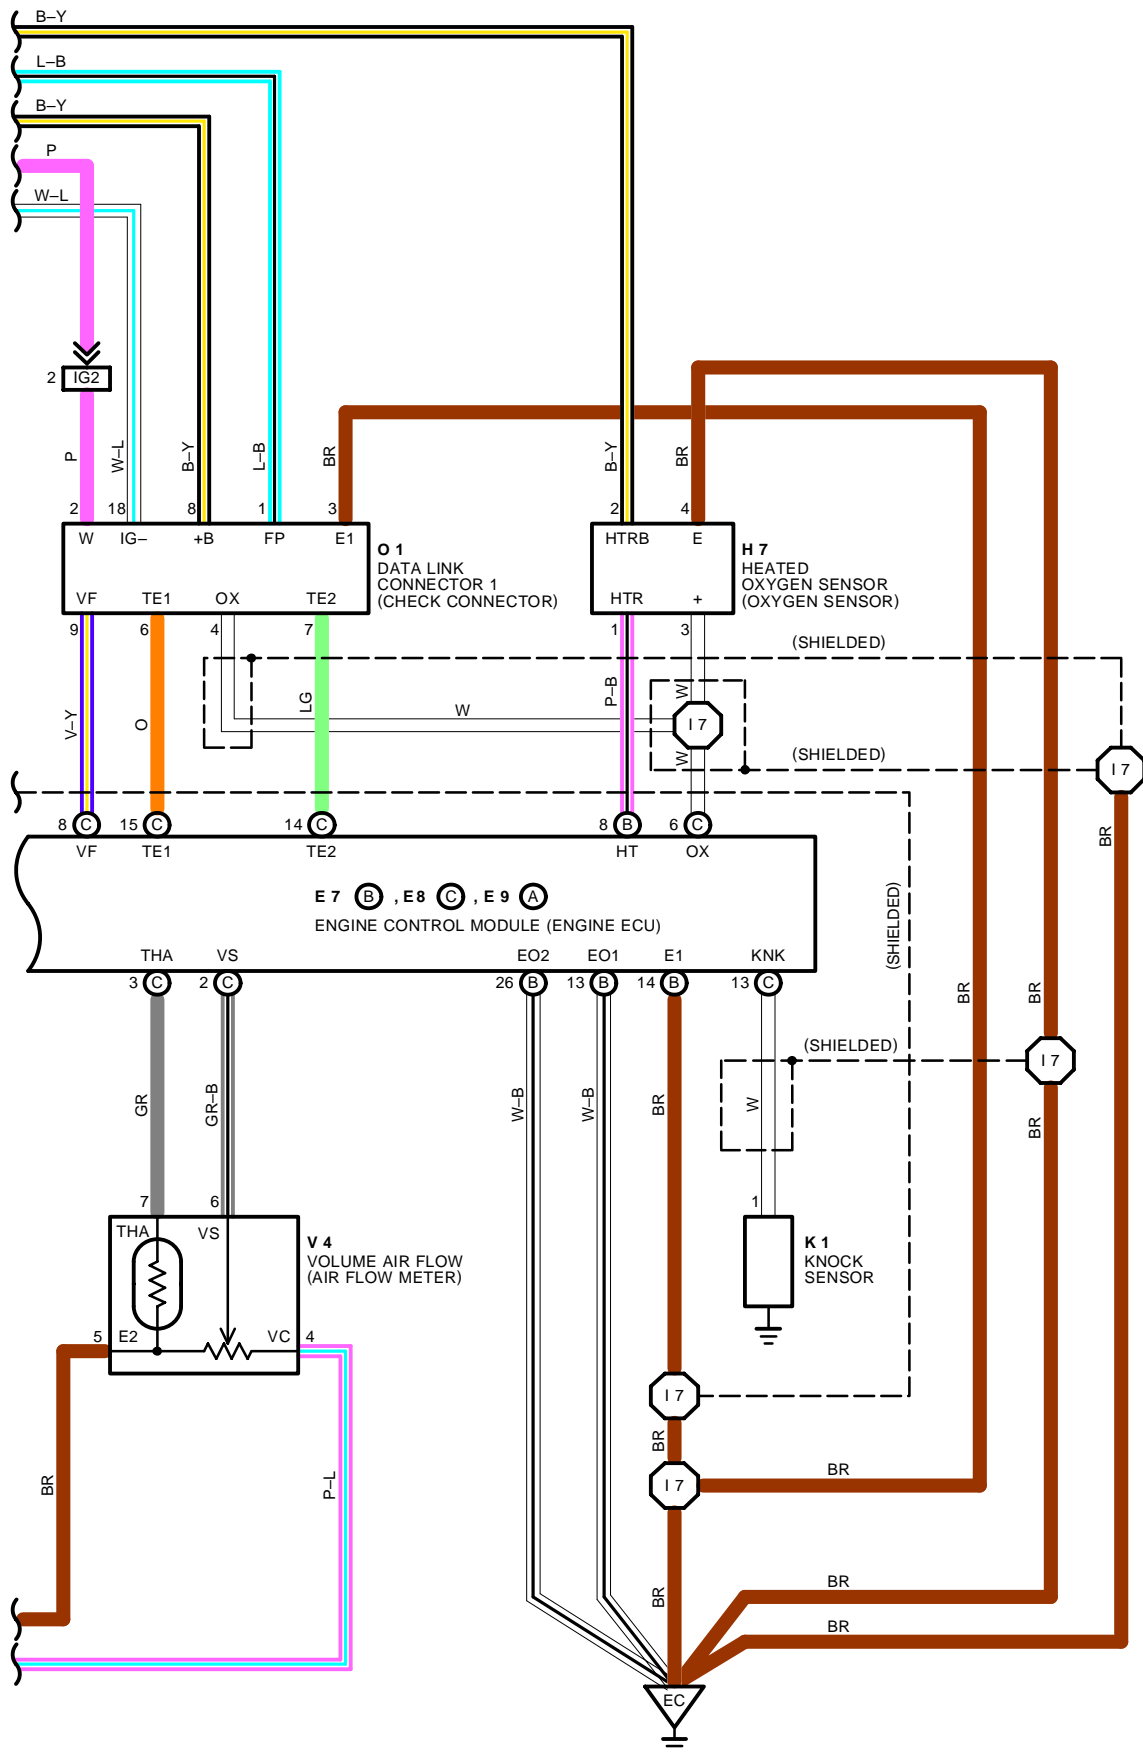 B–Y
L–B
B–Y
P
W–L
2 IG2
P
W–L
B–Y
L–B
BR
B–Y
BR
2 18 8 1 3 2 4
W IG– +B FP E1
HTRB E
O 1
DATA LINK
CONNECTOR 1
(CHECK CONNECTOR)
H 7
HEATED
OXYGEN SENSOR
(OXYGEN SENSOR)
VF TE1 OX TE2
HTR +
9 6 4 7 1 3
(SHIELDED)
V–Y
O
LG
W
P–B
W
I 7
W
(SHIELDED)
I 7
8 C 15 C 14 C 8 B 6 C
VF TE1 TE2 HT OX
BR
E 7 B , E8 C , E 9 A
ENGINE CONTROL MODULE (ENGINE ECU)
(SHIELDED)
THA VS EO2 EO1 E1 KNK
3 C 2 C 26 B 13 B 14 B 13 C
BR
BR
(SHIELDED)
I 7
GR
GR–B
W–B
W–B
BR
W
BR
7 6 1
THA VS
V 4
VOLUME AIR FLOW
(AIR FLOW METER)
K 1
KNOCK
SENSOR
5 E2 VC 4
I 7
BR
I 7
BR
BR
P–L
BR
BR
BR
EC